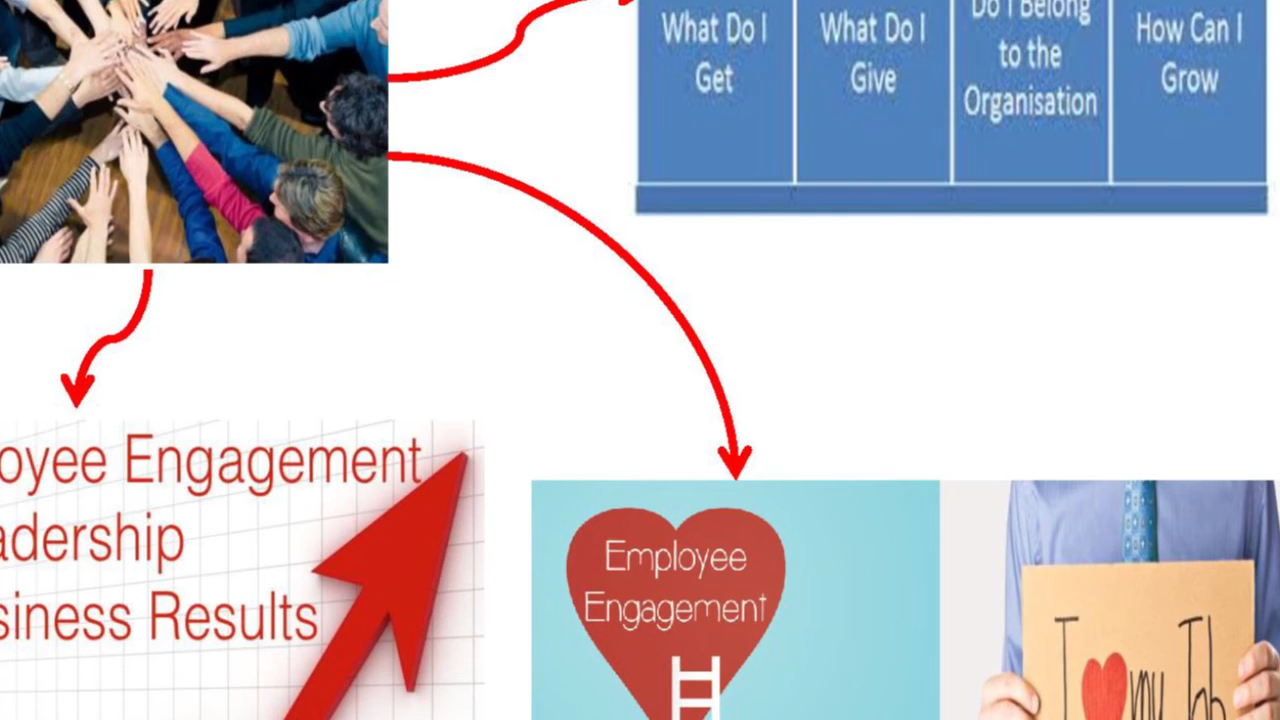 What Do I
Get
What Do I
Give
Do I Belong
to the
Organisation
How Can I
Grow
oyee Engagement
adership
siness Results
Employee
Engagement
I ♥ my Job